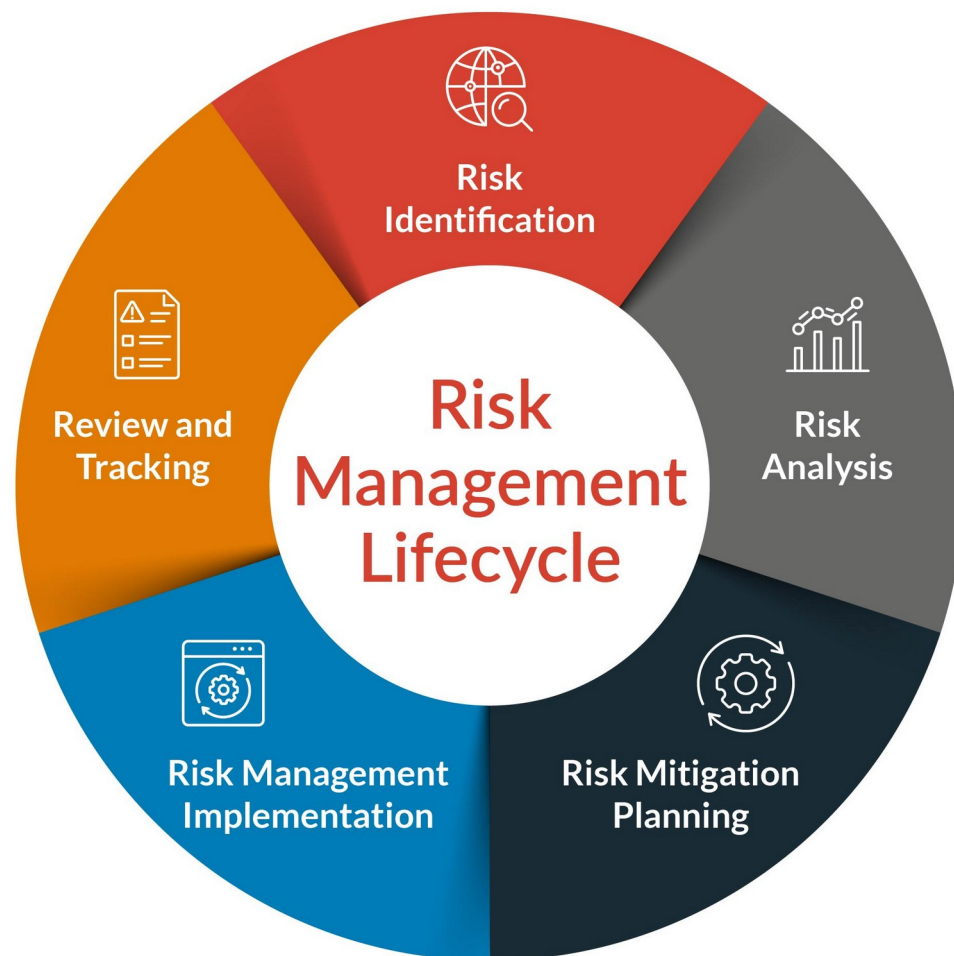 Risk
Identification
Risk
Analysis
Risk Mitigation
Planning
Risk Management
Implementation
Review and
Tracking
Risk
Management
Lifecycle